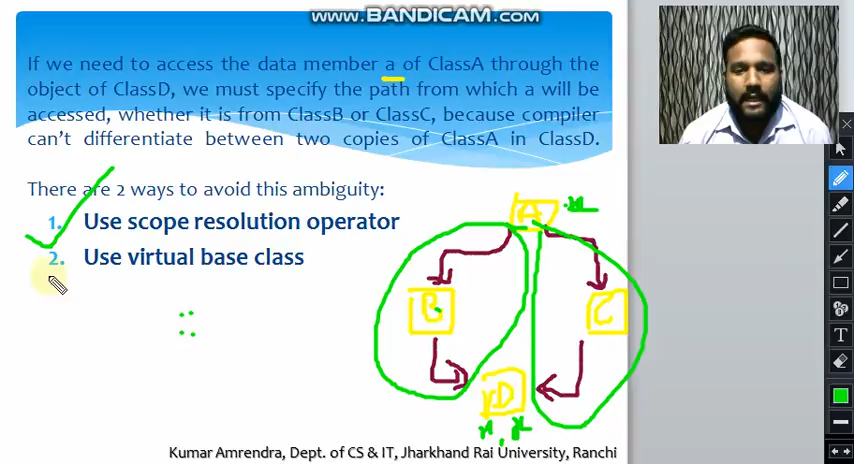 www.BANDICAM.com
If we need to access the data member a of ClassA through the
object of ClassD, we must specify the path from which a will be
accessed, whether it is from ClassB or ClassC, because compiler
can't differentiate between two copies of ClassA in ClassD.
There are 2 ways to avoid this ambiguity:
1. Use scope resolution operator
2. Use virtual base class
A x
B C
D
x, x
::
Kumar Amrendra, Dept. of CS & IT, Jharkhand Rai University, Ranchi
T